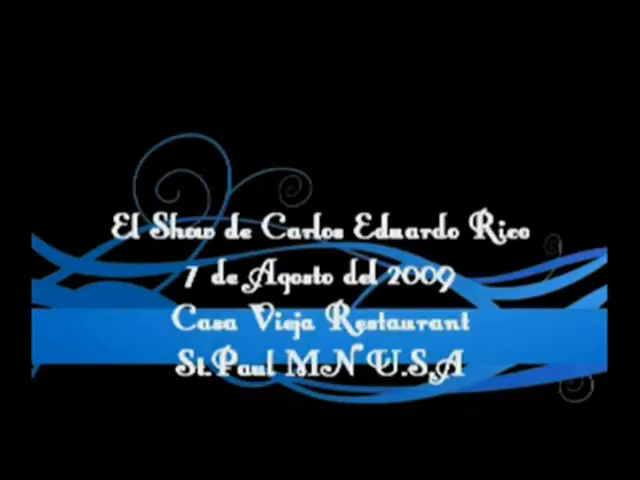 El Show de Carlos Eduardo Rico
7 de Agosto del 2009
Casa Vieja Restaurant
St.Paul MN U.S.A